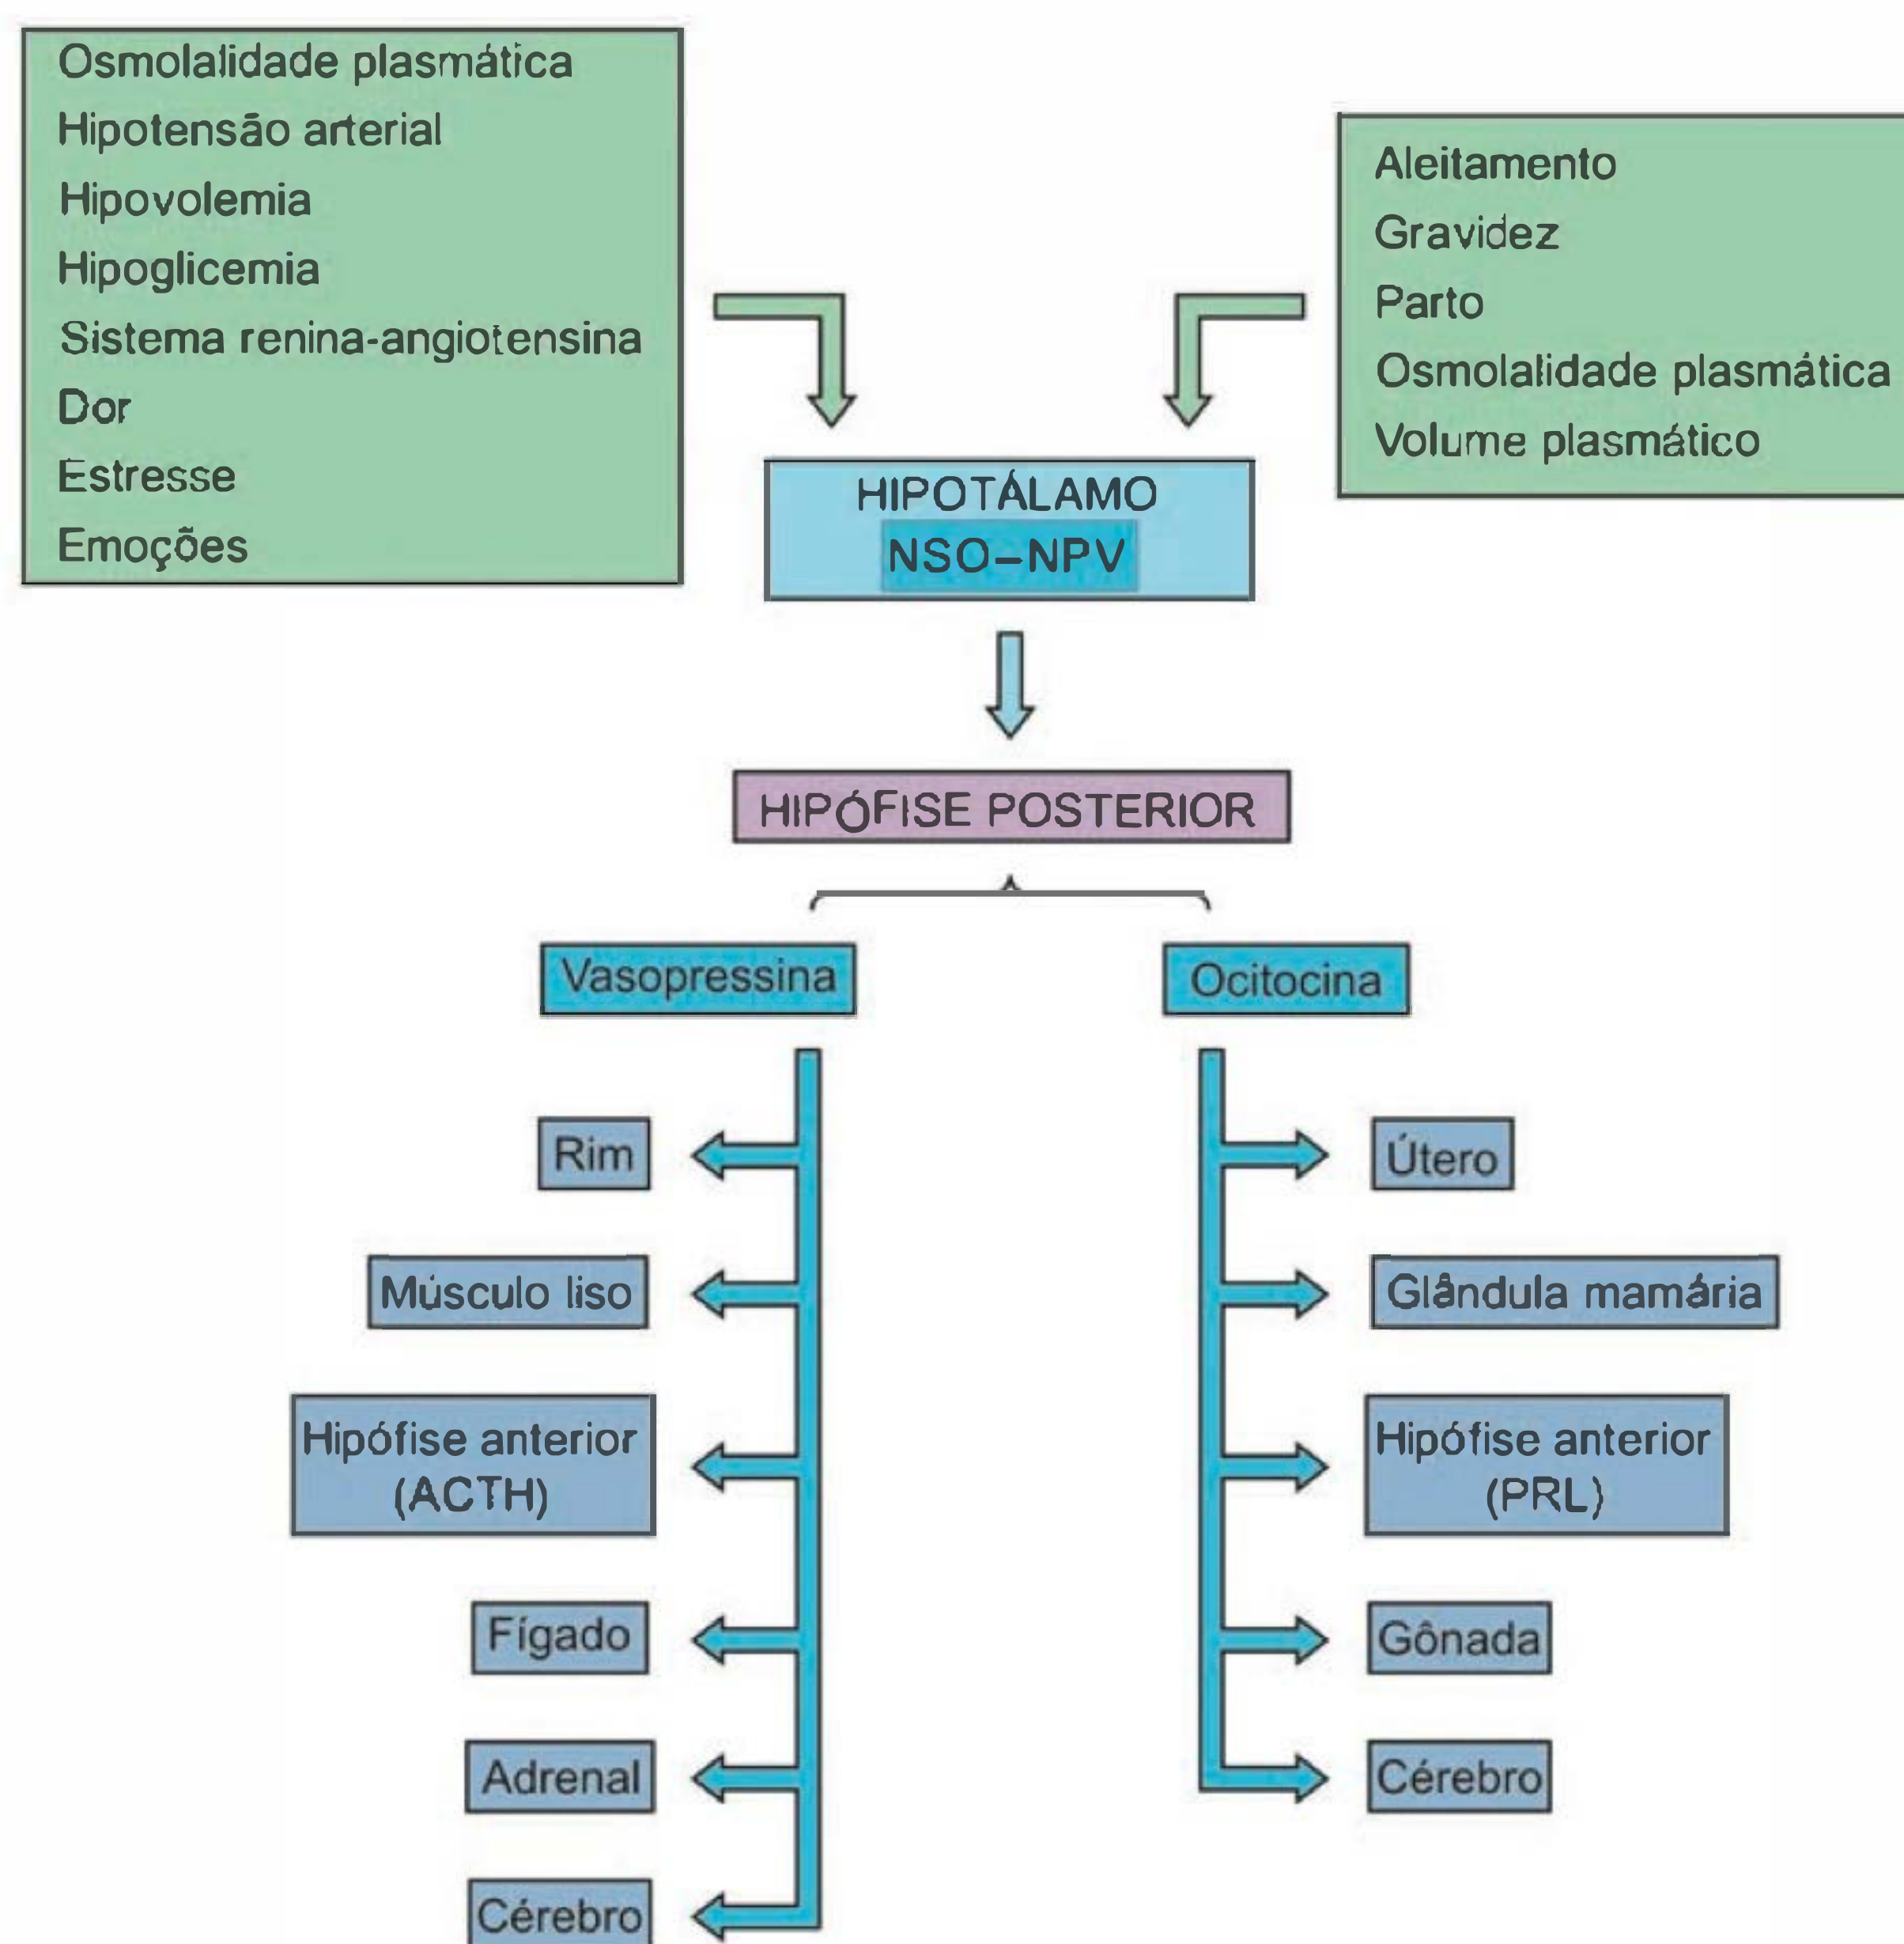 Osmolalidade plasmática
Hipotensão arterial
Hipovolemia
Hipoglicemia
Sistema renina-angiotensina
Dor
Estresse
Emoções
Aleitamento
Gravidez
Parto
Osmolalidade plasmática
Volume plasmático
HIPOTÁLAMO
NSO–NPV
HIPÓFISE POSTERIOR
Vasopressina
Rim
Músculo liso
Hipófise anterior
(ACTH)
Fígado
Adrenal
Cérebro
Ocitocina
Útero
Glândula mamária
Hipófise anterior
(PRL)
Gônada
Cérebro